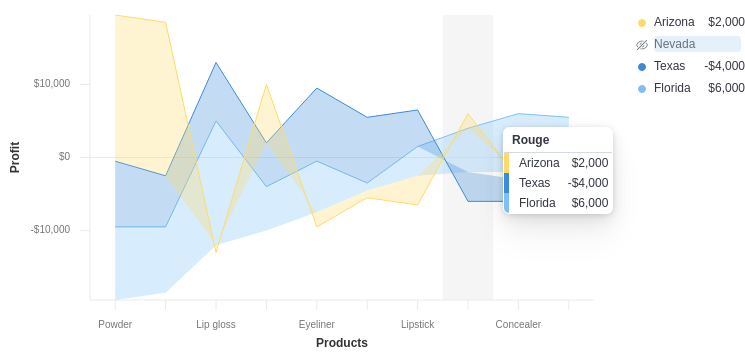 Arizona $2,000
Nevada
Texas -$4,000
Florida $6,000
$10,000
$0
-$10,000
Profit
Rouge
Arizona $2,000
Texas -$4,000
Florida $6,000
Powder Lip gloss Eyeliner Lipstick Concealer
Products